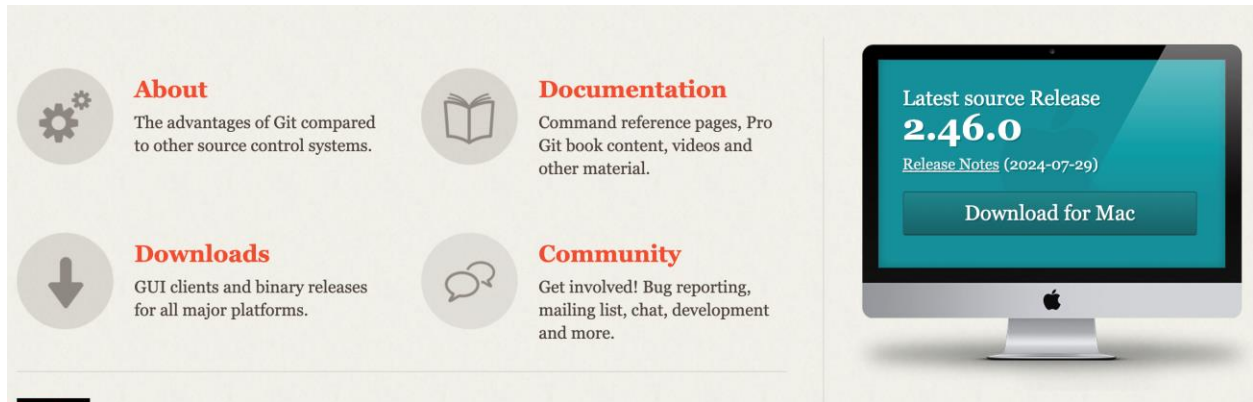 About
The advantages of Git compared
to other source control systems.
Documentation
Command reference pages, Pro
Git book content, videos and
other material.
Downloads
GUI clients and binary releases
for all major platforms.
Community
Get involved! Bug reporting,
mailing list, chat, development
and more.
Latest source Release
2.46.0
Release Notes (2024-07-29)
Download for Mac